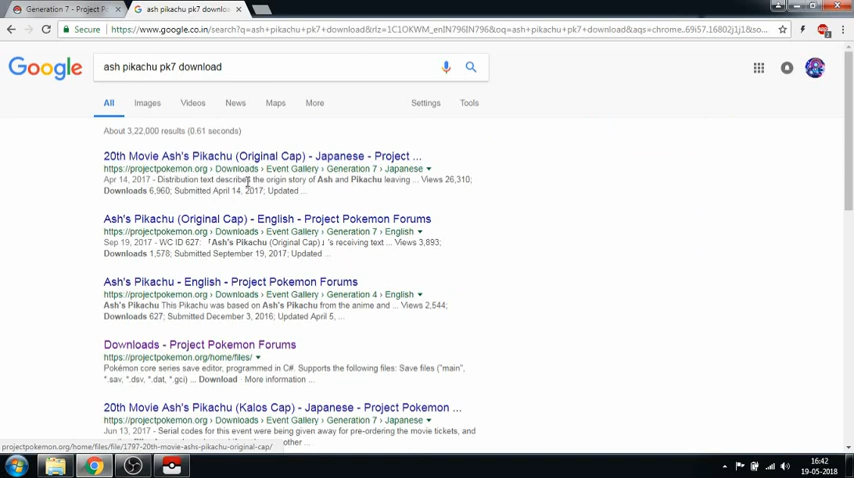 Generation 7 - Project Po
ash pikachu pk7 downloa
Secure https://www.google.co.in/search?q=ash+pikachu+pk7+download&rlz=1C1OKWM_enIN796IN796&oq=ash+pikachu+pk7+download&aqs=chrome..69i57.16802j1j1&so...
Google
ash pikachu pk7 download
All Images Videos News Maps More Settings Tools
About 3,22,000 results (0.61 seconds)
20th Movie Ash's Pikachu (Original Cap) - Japanese - Project ...
https://projectpokemon.org › Downloads › Event Gallery › Generation 7 › Japanese
Apr 14, 2017 - Distribution text describes the origin story of Ash and Pikachu leaving ... Views 26,310;
Downloads 6,960; Submitted April 14, 2017; Updated ...
Ash's Pikachu (Original Cap) - English - Project Pokemon Forums
https://projectpokemon.org › Downloads › Event Gallery › Generation 7 › English
Sep 19, 2017 - WC ID 627: 「Ash's Pikachu (Original Cap)」's receiving text ... Views 3,893;
Downloads 1,578; Submitted September 19, 2017; Updated ...
Ash's Pikachu - English - Project Pokemon Forums
https://projectpokemon.org › Downloads › Event Gallery › Generation 4 › English
Ash's Pikachu This Pikachu was based on Ash's Pikachu from the anime and ... Views 2,544;
Downloads 627; Submitted December 3, 2016; Updated April 5, ...
Downloads - Project Pokemon Forums
https://projectpokemon.org/home/files/
Pokémon core series save editor, programmed in C#. Supports the following files: Save files ("main",
*.sav, *.dsv, *.dat, *.gci) ... Download · More information ...
20th Movie Ash's Pikachu (Kalos Cap) - Japanese - Project Pokemon ...
https://projectpokemon.org › Downloads › Event Gallery › Generation 7 › Japanese
Jun 13, 2017 - Serial codes for this event were being given away for pre-ordering the movie tickets, and
projectpokemon.org/home/files/file/1797-20th-movie-ashs-pikachu-original-cap/
16:42
19-05-2018